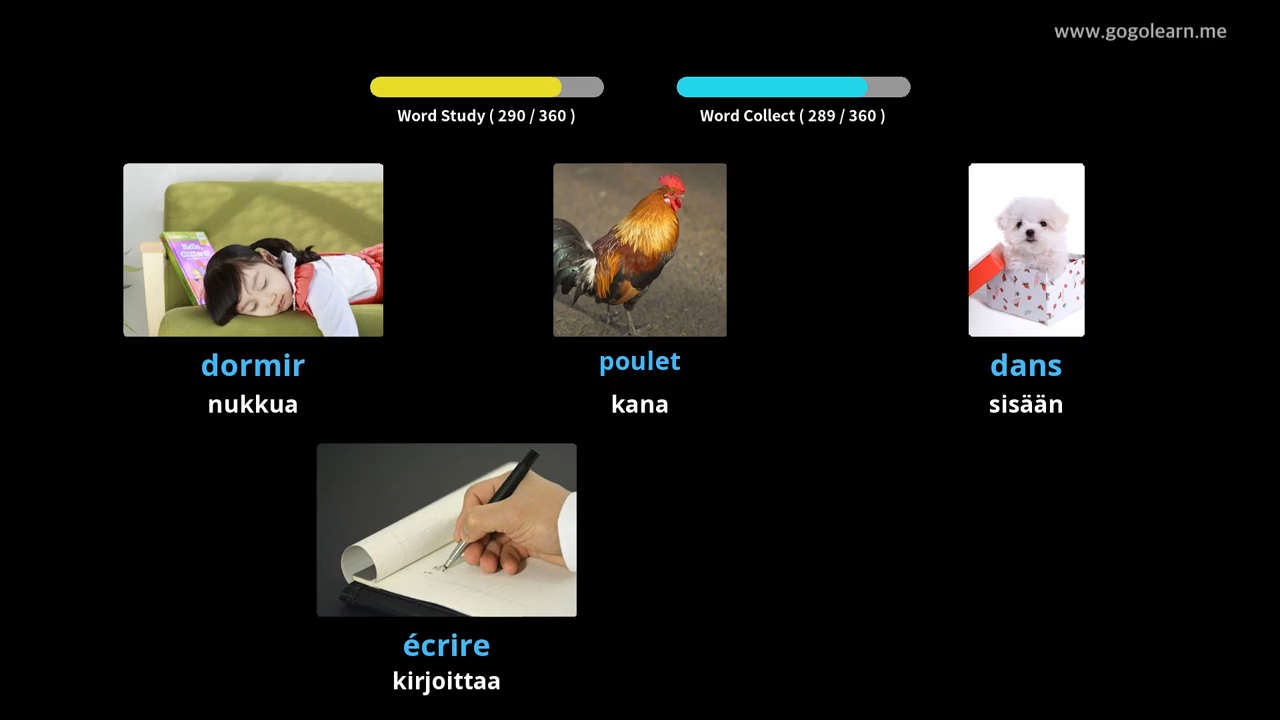 www.gogolearn.me
Word Study ( 290 / 360 )
Word Collect ( 289 / 360 )
dormir
nukkua
poulet
kana
dans
sisään
écrire
kirjoittaa